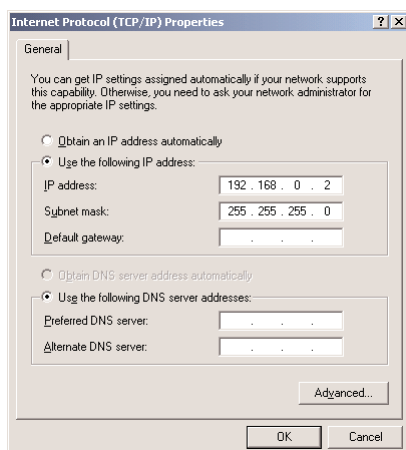 Internet Protocol (TCP/IP) Properties
General
You can get IP settings assigned automatically if your network supports
this capability. Otherwise, you need to ask your network administrator for
the appropriate IP settings.
Obtain an IP address automatically
Use the following IP address:
IP address: 192 . 168 . 0 . 2
Subnet mask: 255 . 255 . 255 . 0
Default gateway: . . .
Obtain DNS server address automatically
Use the following DNS server addresses:
Preferred DNS server: . . .
Alternate DNS server: . . .
Advanced...
OK Cancel